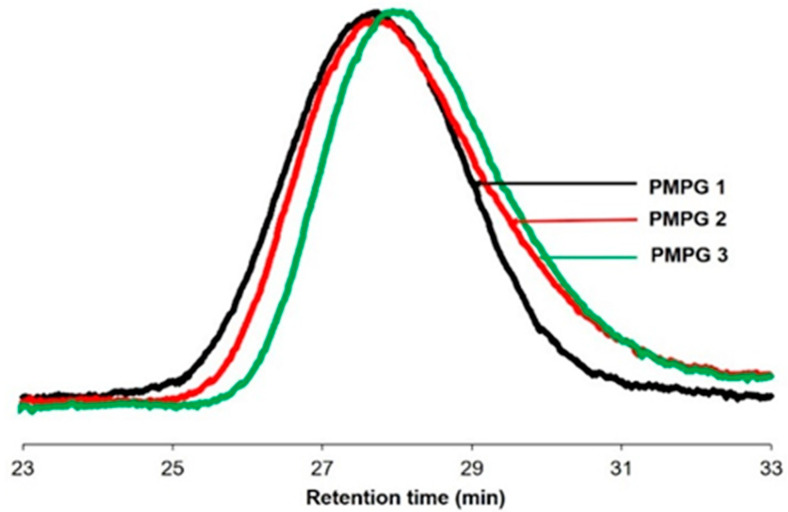 PMPG 1
PMPG 2
PMPG 3
23 25 27 29 31 33
Retention time (min)